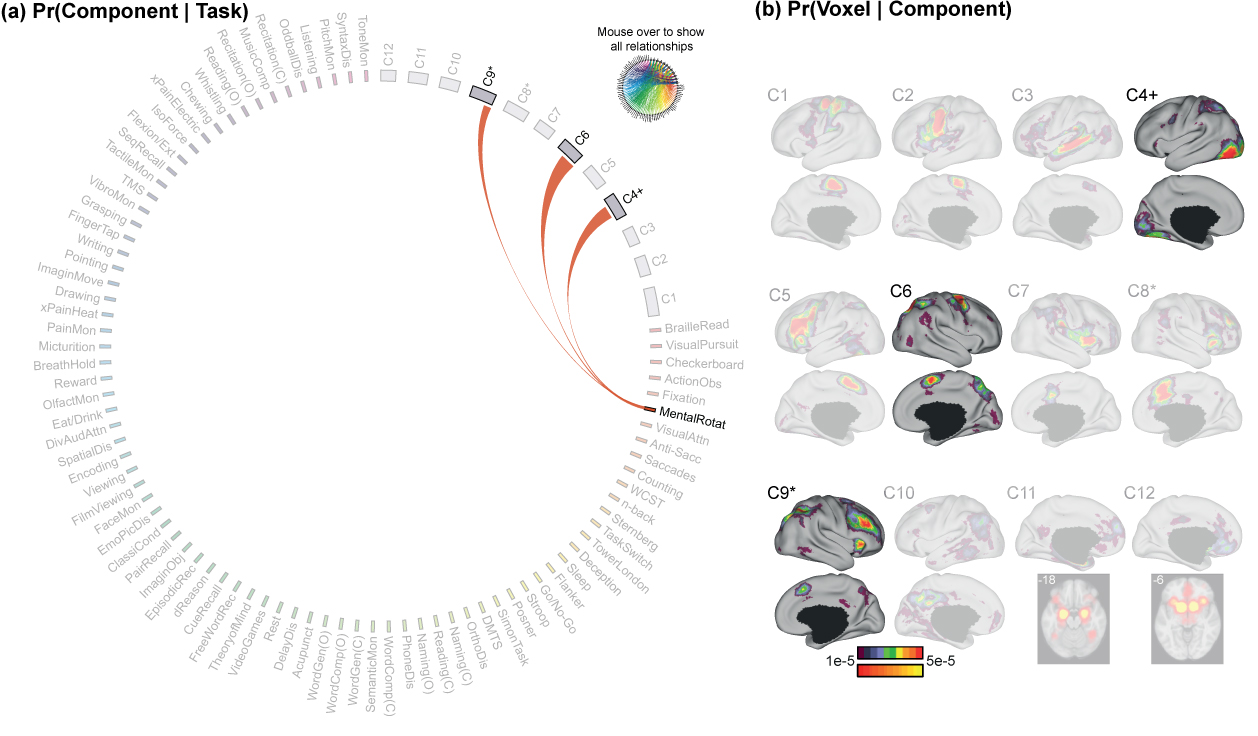 (a) Pr(Component | Task)
(b) Pr(Voxel | Component)
Mouse over to show
all relationships
C12
C11
C10
C9*
C8*
C7
C6
C5
C4+
C3
C2
C1
BrailleRead
VisualPursuit
Checkerboard
ActionObs
Fixation
MentalRotat
VisualAttn
Anti-Sacc
Saccades
Counting
WCST
n-back
Sternberg
TaskSwitch
TowerLondon
Deception
Sleep
Flanker
Go/No-Go
Stroop
Posner
SimonTask
DMTS
OrthoDis
Naming(C)
Reading(C)
Naming(O)
PhoneDis
WordComp(C)
SemanticMon
WordGen(C)
WordComp(O)
WordGen(O)
Acupunct
DelayDis
Rest
VideoGames
TheoryofMind
FreeWordRec
CueRecall
dReason
EpisodicRec
ImaginObj
PairRecall
ClassiCond
EmoPicDis
FaceMon
FilmViewing
Viewing
Encoding
SpatialDis
DivAudAttn
Eat/Drink
OlfactMon
Reward
BreathHold
Micturition
PainMon
xPainHeat
Drawing
ImaginMove
Pointing
Writing
FingerTap
Grasping
VibroMon
TMS
TactileMon
SeqRecall
Flexion/Ext
IsoForce
xPainElectric
Chewing
Whistling
Reading(O)
Recitation(O)
MusicComp
Recitation(C)
OddballDis
Listening
PitchMon
SyntaxDis
ToneMon
C1
C2
C3
C4+
C5
C6
C7
C8*
C9*
C10
C11
C12
-18
-6
1e-5
5e-5